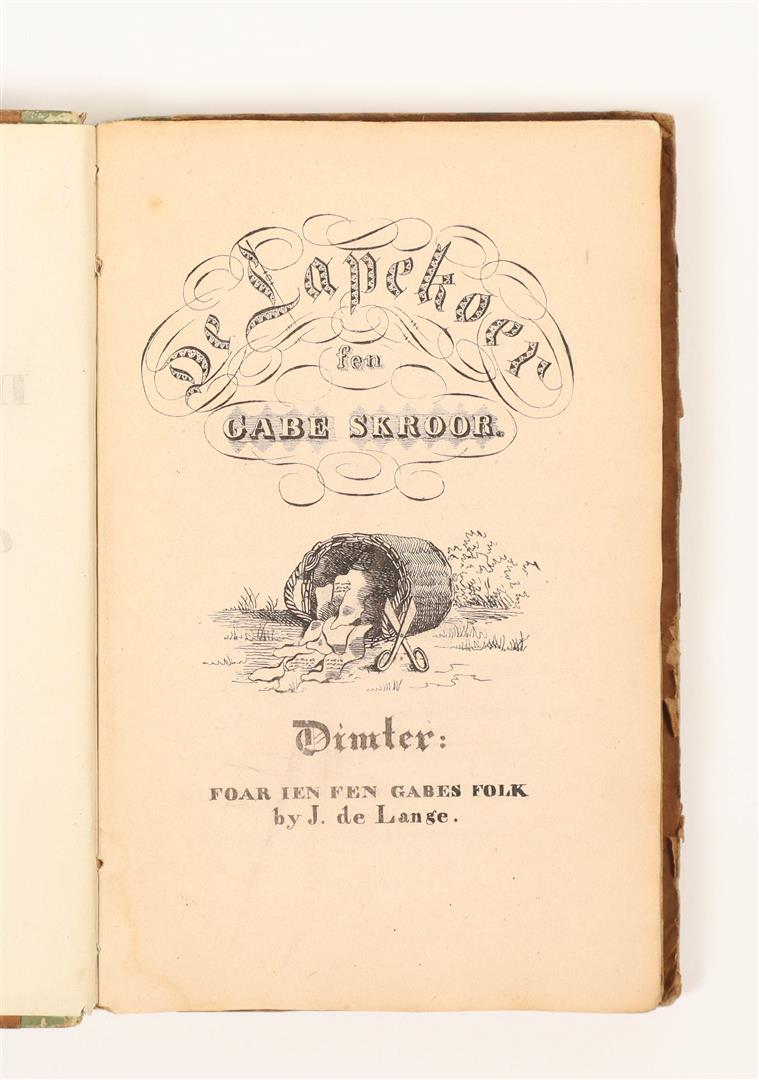 De Lapekoer
fen
GABE SKROOR.
Dimter:
FOAR IEN FEN GABES FOLK
by J. de Lange.